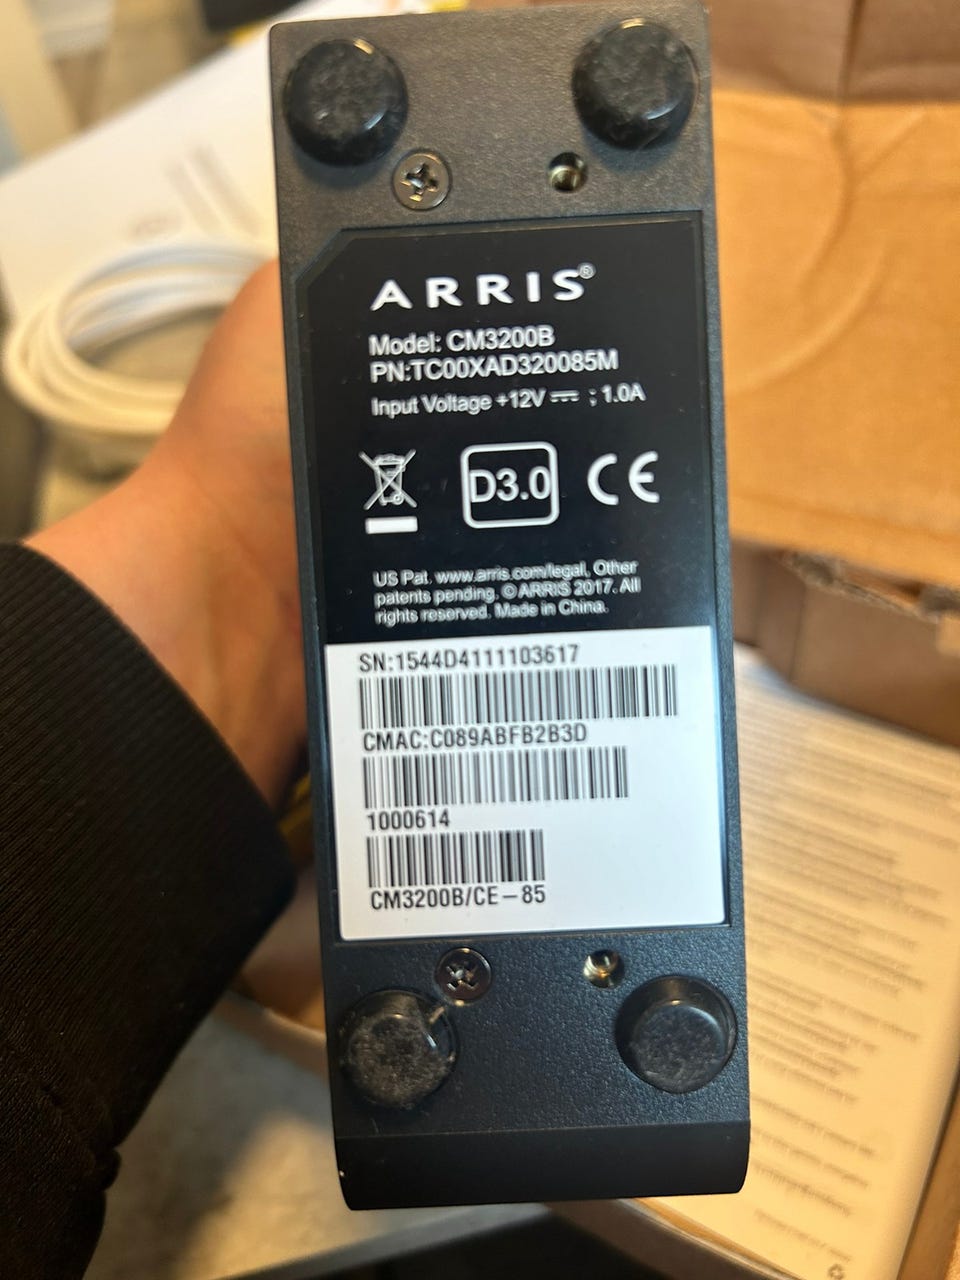 ARRIS®
Model: CM3200B
PN:TC00XAD320085M
Input Voltage +12V ⎓ ; 1.0A
D3.0
CE
US Pat. www.arris.com/legal, Other
patents pending. © ARRIS 2017. All
rights reserved. Made in China.
SN:1544D4111103617
CMAC:C089ABFB2B3D
1000614
CM3200B/CE-85